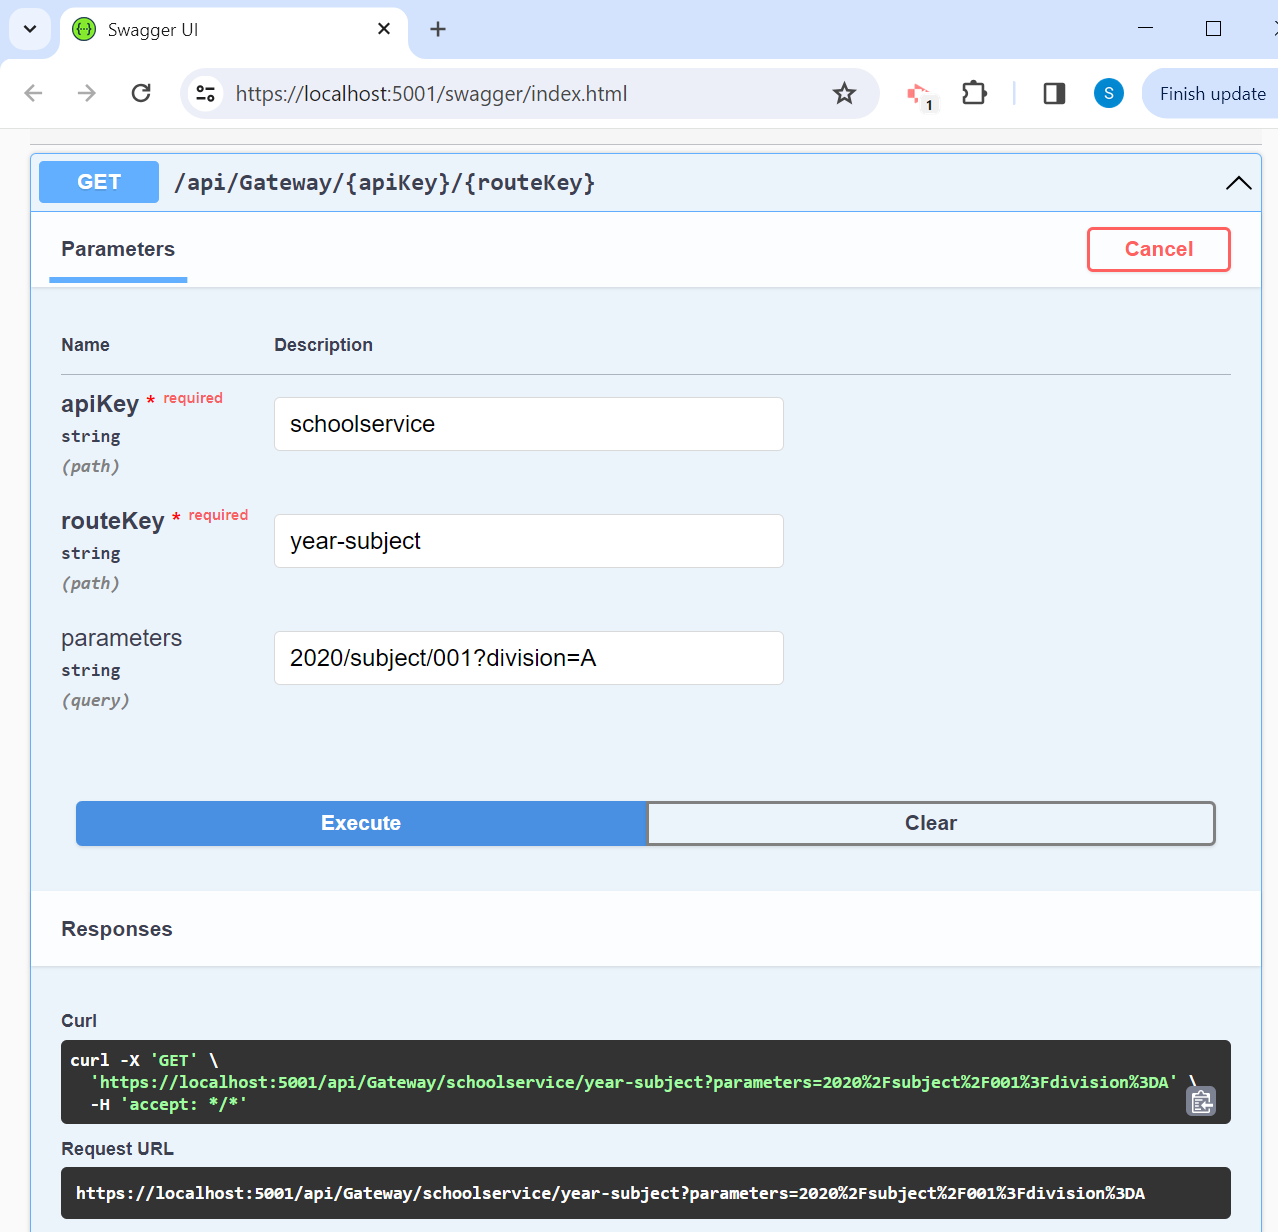 Swagger UI
https://localhost:5001/swagger/index.html
1
S
Finish update
GET /api/Gateway/{apiKey}/{routeKey}
Parameters
Cancel
Name Description
apiKey * required
string
(path)
schoolservice
routeKey * required
string
(path)
year-subject
parameters
string
(query)
2020/subject/001?division=A
Execute Clear
Responses
Curl
curl -X 'GET' \
'https://localhost:5001/api/Gateway/schoolservice/year-subject?parameters=2020%2Fsubject%2F001%3Fdivision%3DA' \
-H 'accept: */*'
Request URL
https://localhost:5001/api/Gateway/schoolservice/year-subject?parameters=2020%2Fsubject%2F001%3Fdivision%3DA